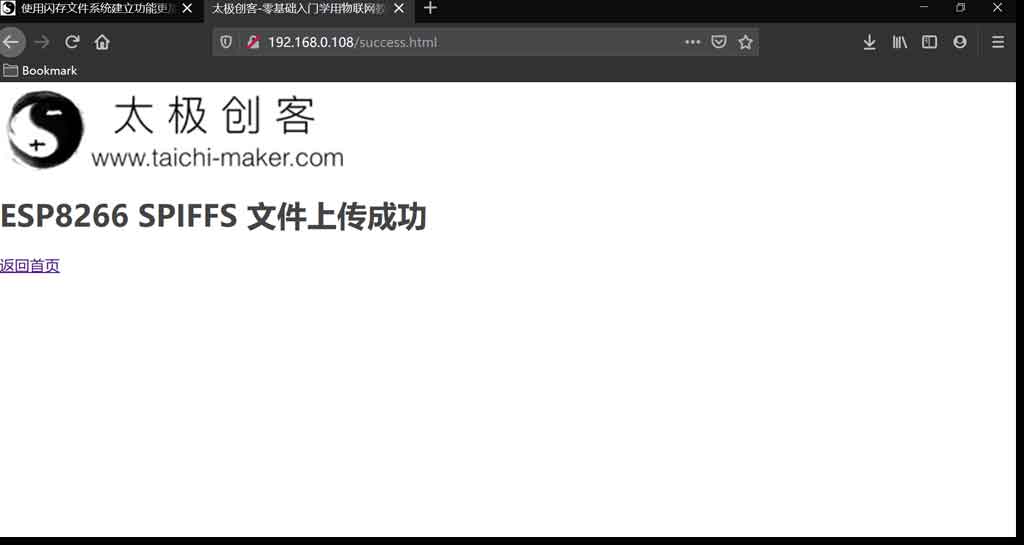 使用闪存文件系统建立功能更加
太极创客-零基础入门学用物联网教
192.168.0.108/success.html
Bookmark
太极创客
www.taichi-maker.com
ESP8266 SPIFFS 文件上传成功
返回首页